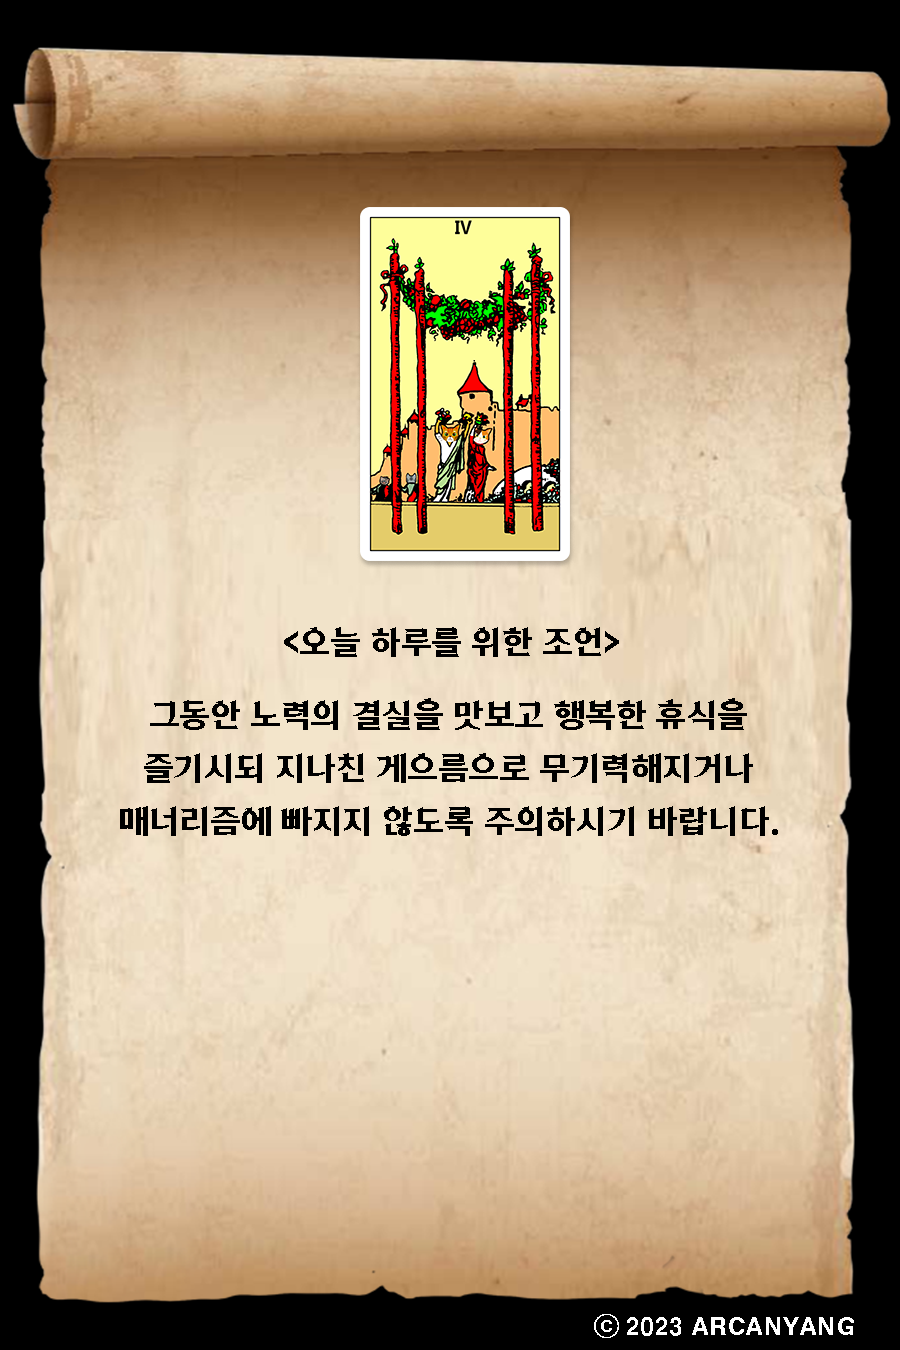 IV
<오늘 하루를 위한 조언>
그동안 노력의 결실을 맛보고 행복한 휴식을
즐기시되 지나친 게으름으로 무기력해지거나
매너리즘에 빠지지 않도록 주의하시기 바랍니다.
ⓒ 2023 ARCANYANG